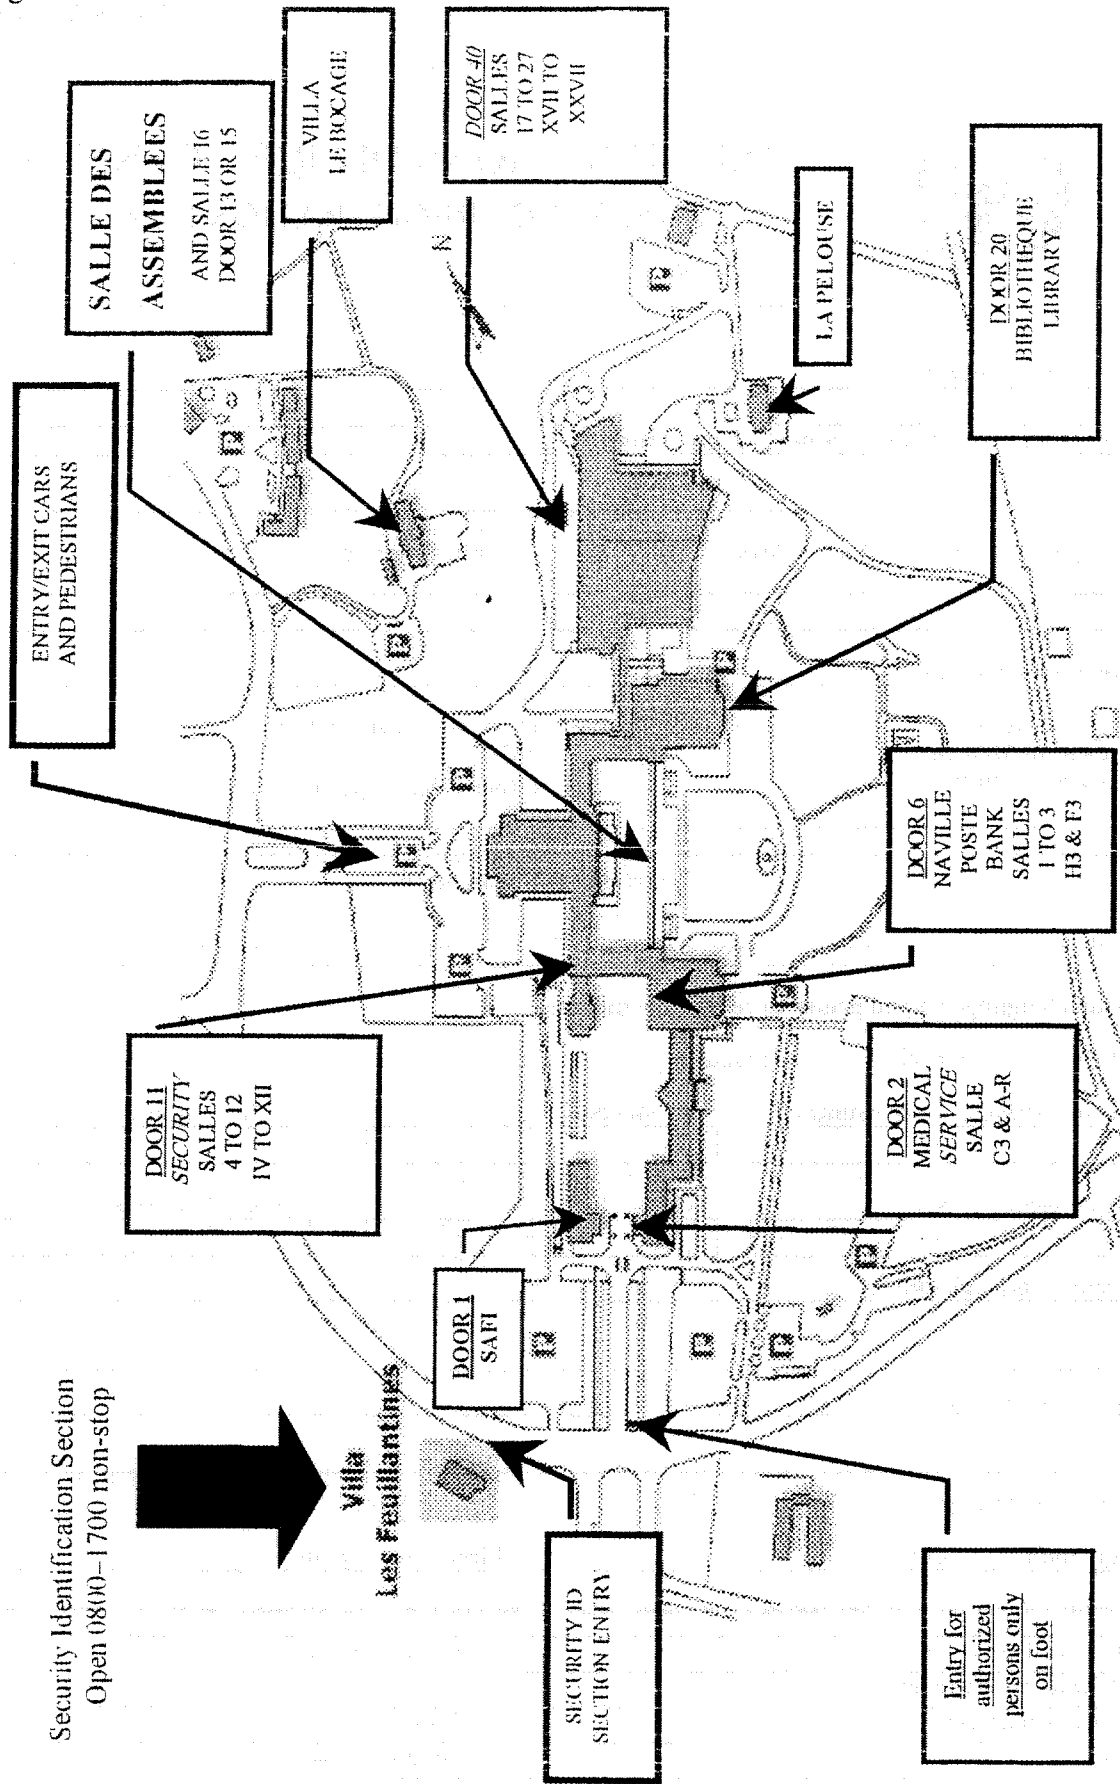 Security Identification Section
Open 0800–1700 non-stop
Villa
Les Feuillantines
SECURITY ID
SECTION ENTRY
Entry for
authorized
persons only
on foot
DOOR 1
SAFI
DOOR 11
SECURITY
SALLES
4 TO 12
IV TO XII
DOOR 2
MEDICAL
SERVICE
SALLE
C3 & A-R
DOOR 6
NAVILLE
POSTE
BANK
SALLES
1 TO 3
H3 & F3
ENTRY/EXIT CARS
AND PEDESTRIANS
SALLE DES
ASSEMBLEES
AND SALLE 16
DOOR 13 OR 15
VILLA
LE BOCAGE
N
DOOR 40
SALLES
17 TO 27
XVII TO
XXVII
LA PELOUSE
DOOR 20
BIBLIOTHEQUE
LIBRARY